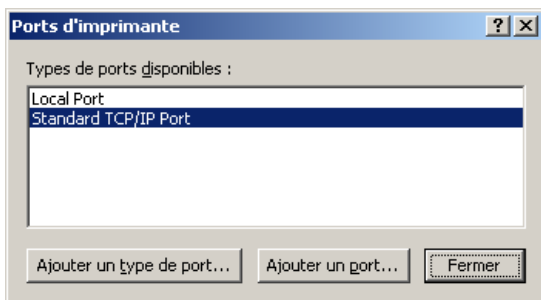 Ports d'imprimante
Types de ports disponibles :
Local Port
Standard TCP/IP Port
Ajouter un type de port... Ajouter un port... Fermer